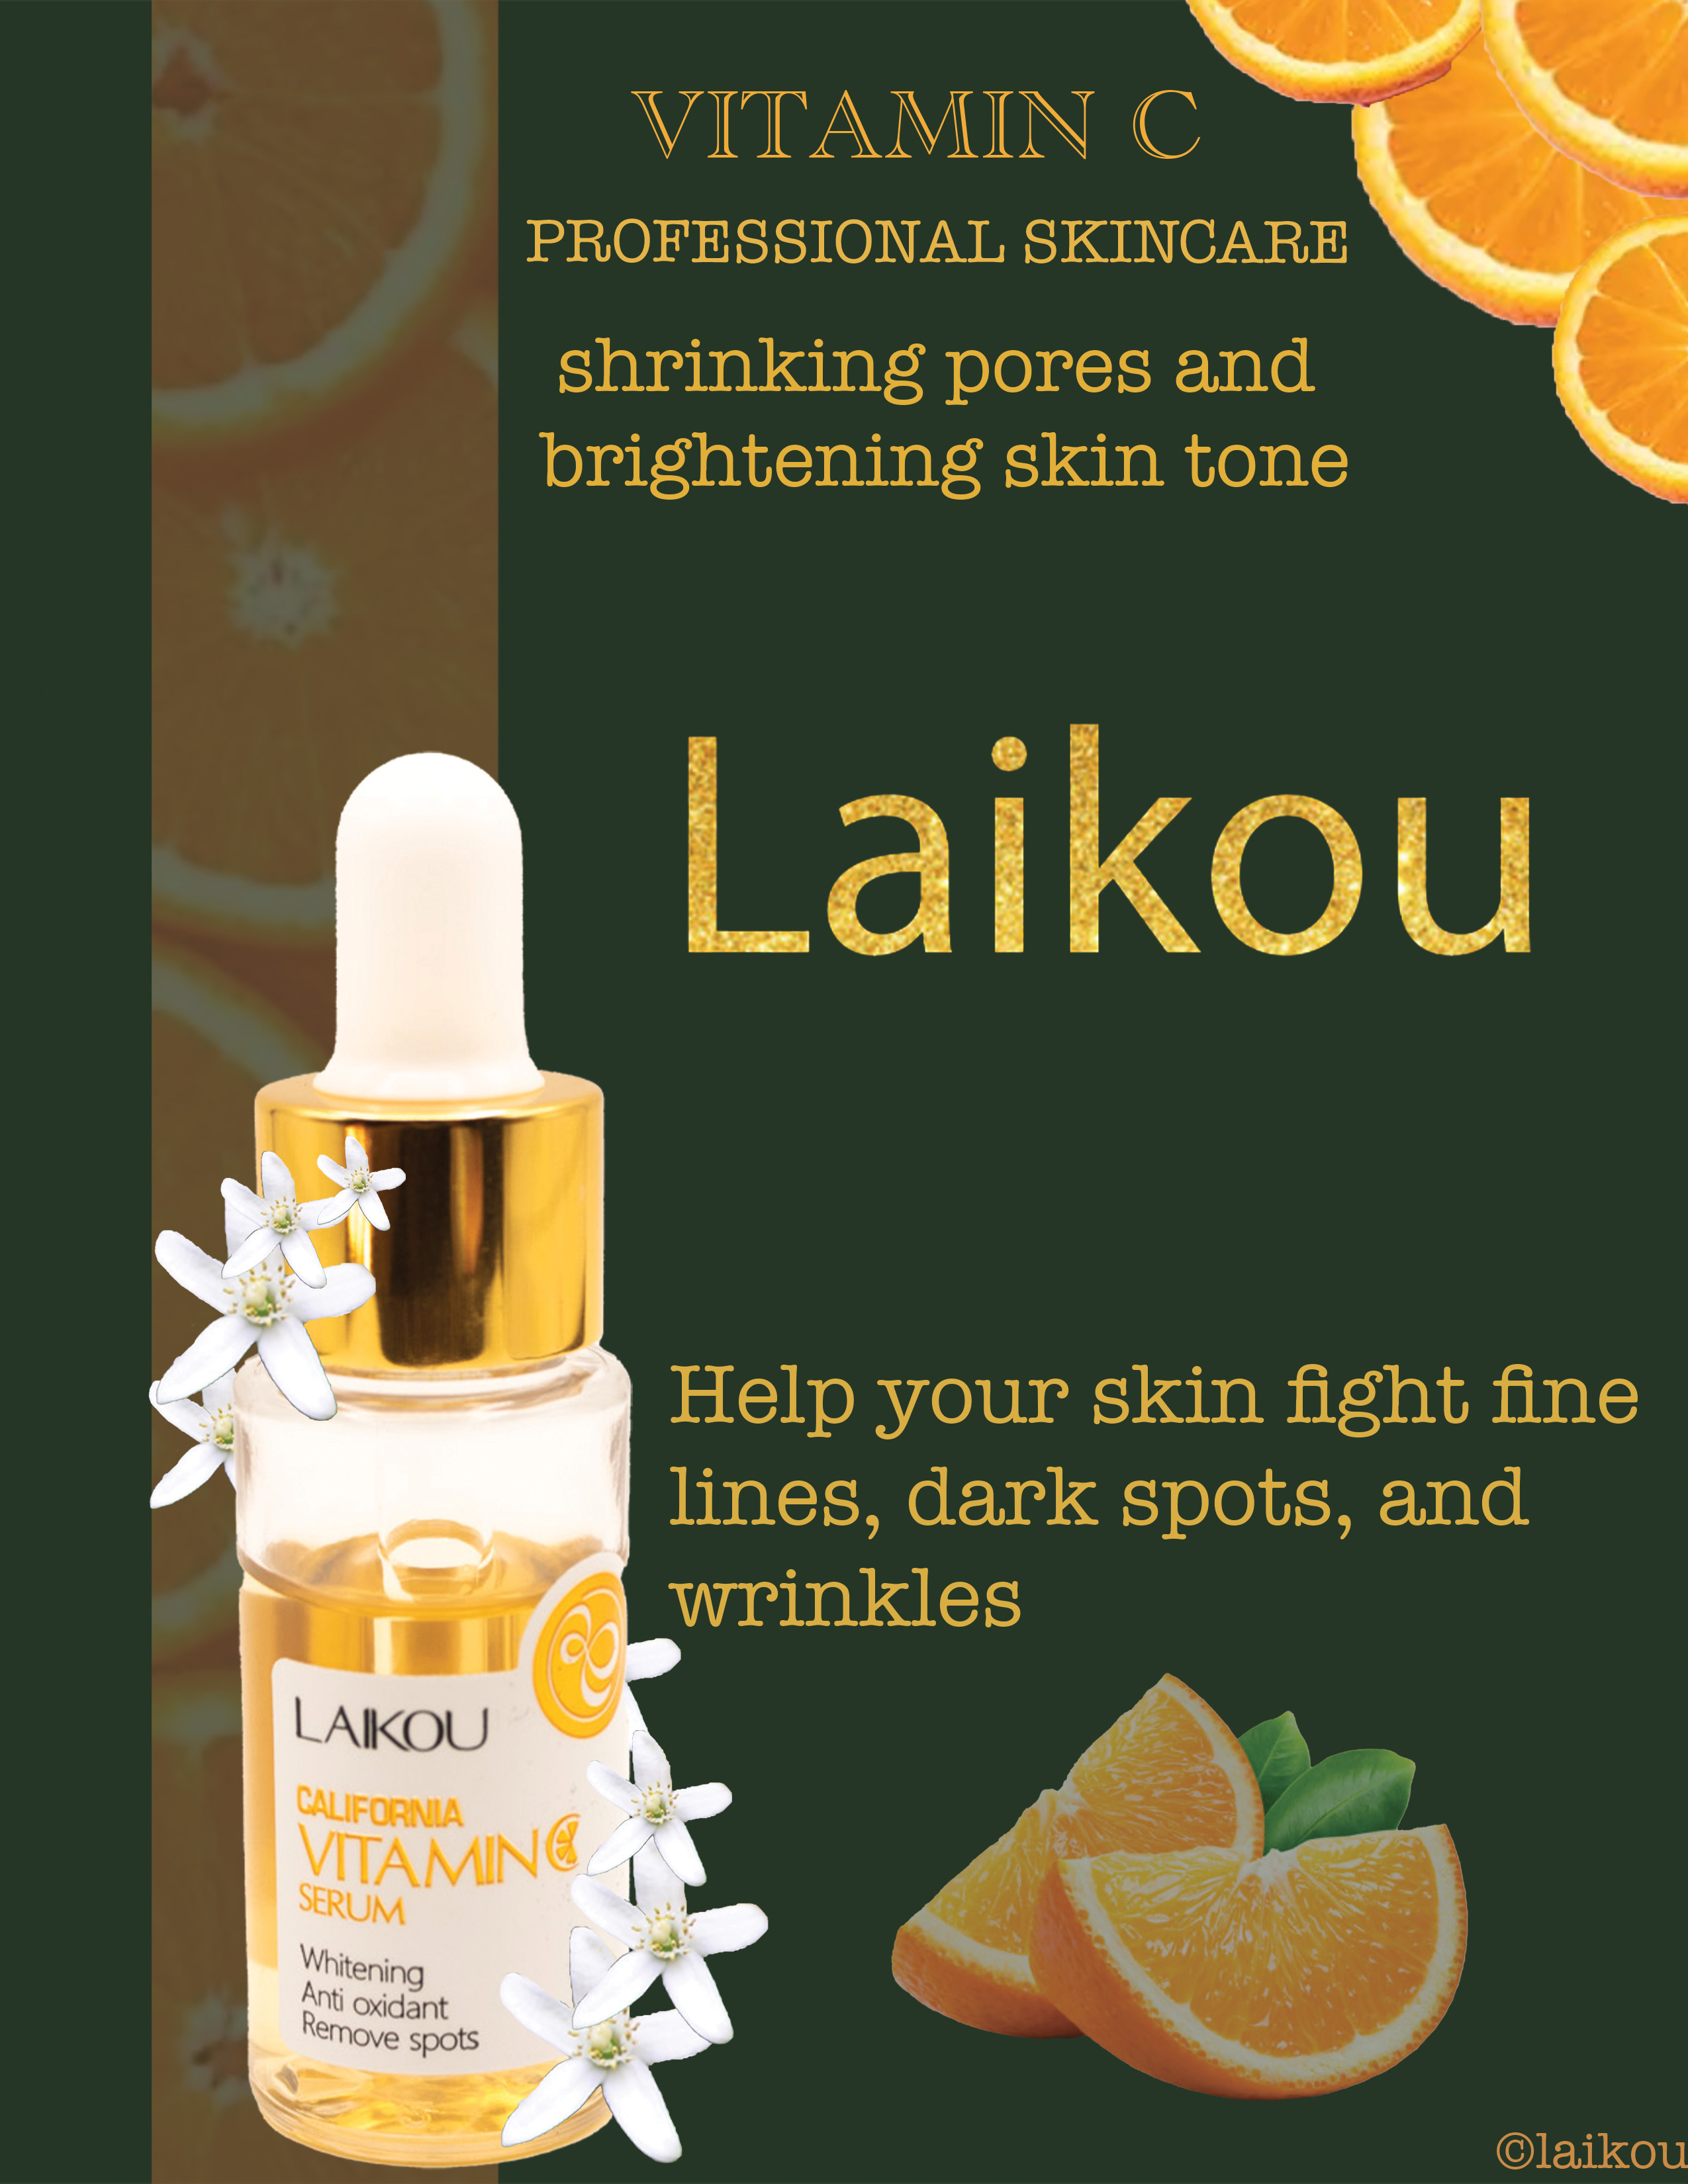 VITAMIN C
PROFESSIONAL SKINCARE
shrinking pores and
brightening skin tone
Laikou
Help your skin fight fine
lines, dark spots, and
wrinkles
LAIKOU
CALIFORNIA
VITAMIN C
SERUM
Whitening
Anti oxidant
Remove spots
©laikou